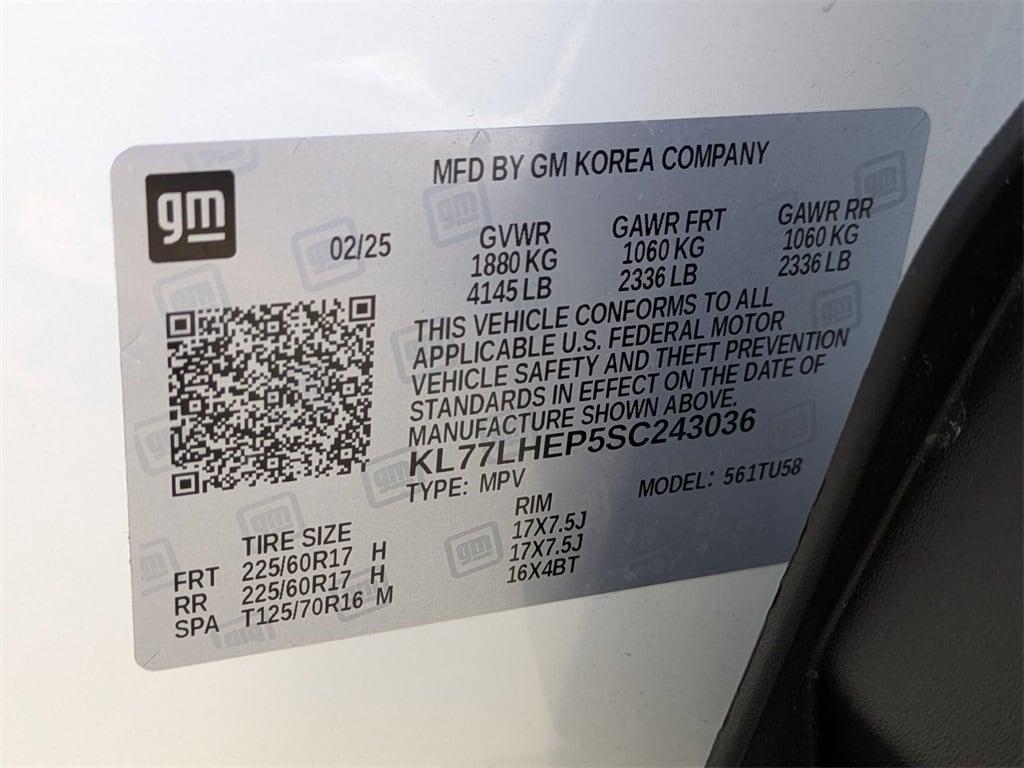 gm
MFD BY GM KOREA COMPANY
02/25
GVWR GAWR FRT GAWR RR
1880 KG 1060 KG 1060 KG
4145 LB 2336 LB 2336 LB
THIS VEHICLE CONFORMS TO ALL
APPLICABLE U.S. FEDERAL MOTOR
VEHICLE SAFETY AND THEFT PREVENTION
STANDARDS IN EFFECT ON THE DATE OF
MANUFACTURE SHOWN ABOVE.
KL77LHEP5SC243036
TYPE: MPV MODEL: 561TU58
TIRE SIZE RIM
FRT 225/60R17 H 17X7.5J
RR 225/60R17 H 17X7.5J
SPA T125/70R16 M 16X4BT